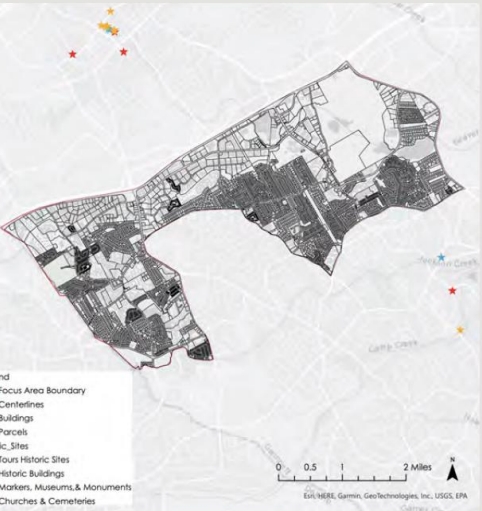 nd
Focus Area Boundary
Centerlines
Buildings
Parcels
ic_Sites
Tours Historic Sites
Historic Buildings
Markers, Museums,& Monuments
Churches & Cemeteries
Camp Creek
N
0 0.5 1 2 Miles
Esri, HERE, Garmin, GeoTechnologies, Inc., USGS, EPA